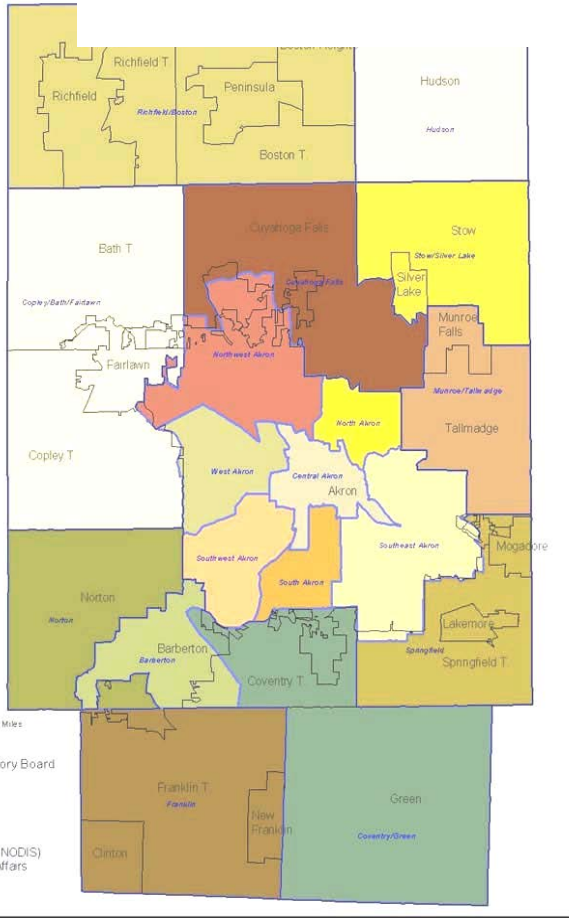 Boston Heights
Richfield T.
Hudson
Richfield
Peninsula
Richfield/Boston
Hudson
Boston T.
Cuyahoga Falls
Stow
Bath T
Stow/Silver Lake
Silver
Lake
Cuyahoga Falls
Copley/Bath/Fairlawn
Munroe
Falls
Northwest Akron
Fairlawn
Munroe/Tallmadge
North Akron
Tallmadge
Copley T.
West Akron
Central Akron
Akron
Southeast Akron
Mogadore
Southwest Akron
South Akron
Norton
Norton
Lakemore
Barberton
Barberton
Springfield
Springfield T.
Coventry T.
Miles
ory Board
Franklin T.
Franklin
Green
New
Franklin
Coventry/Green
NODIS)
Clinton
ffairs